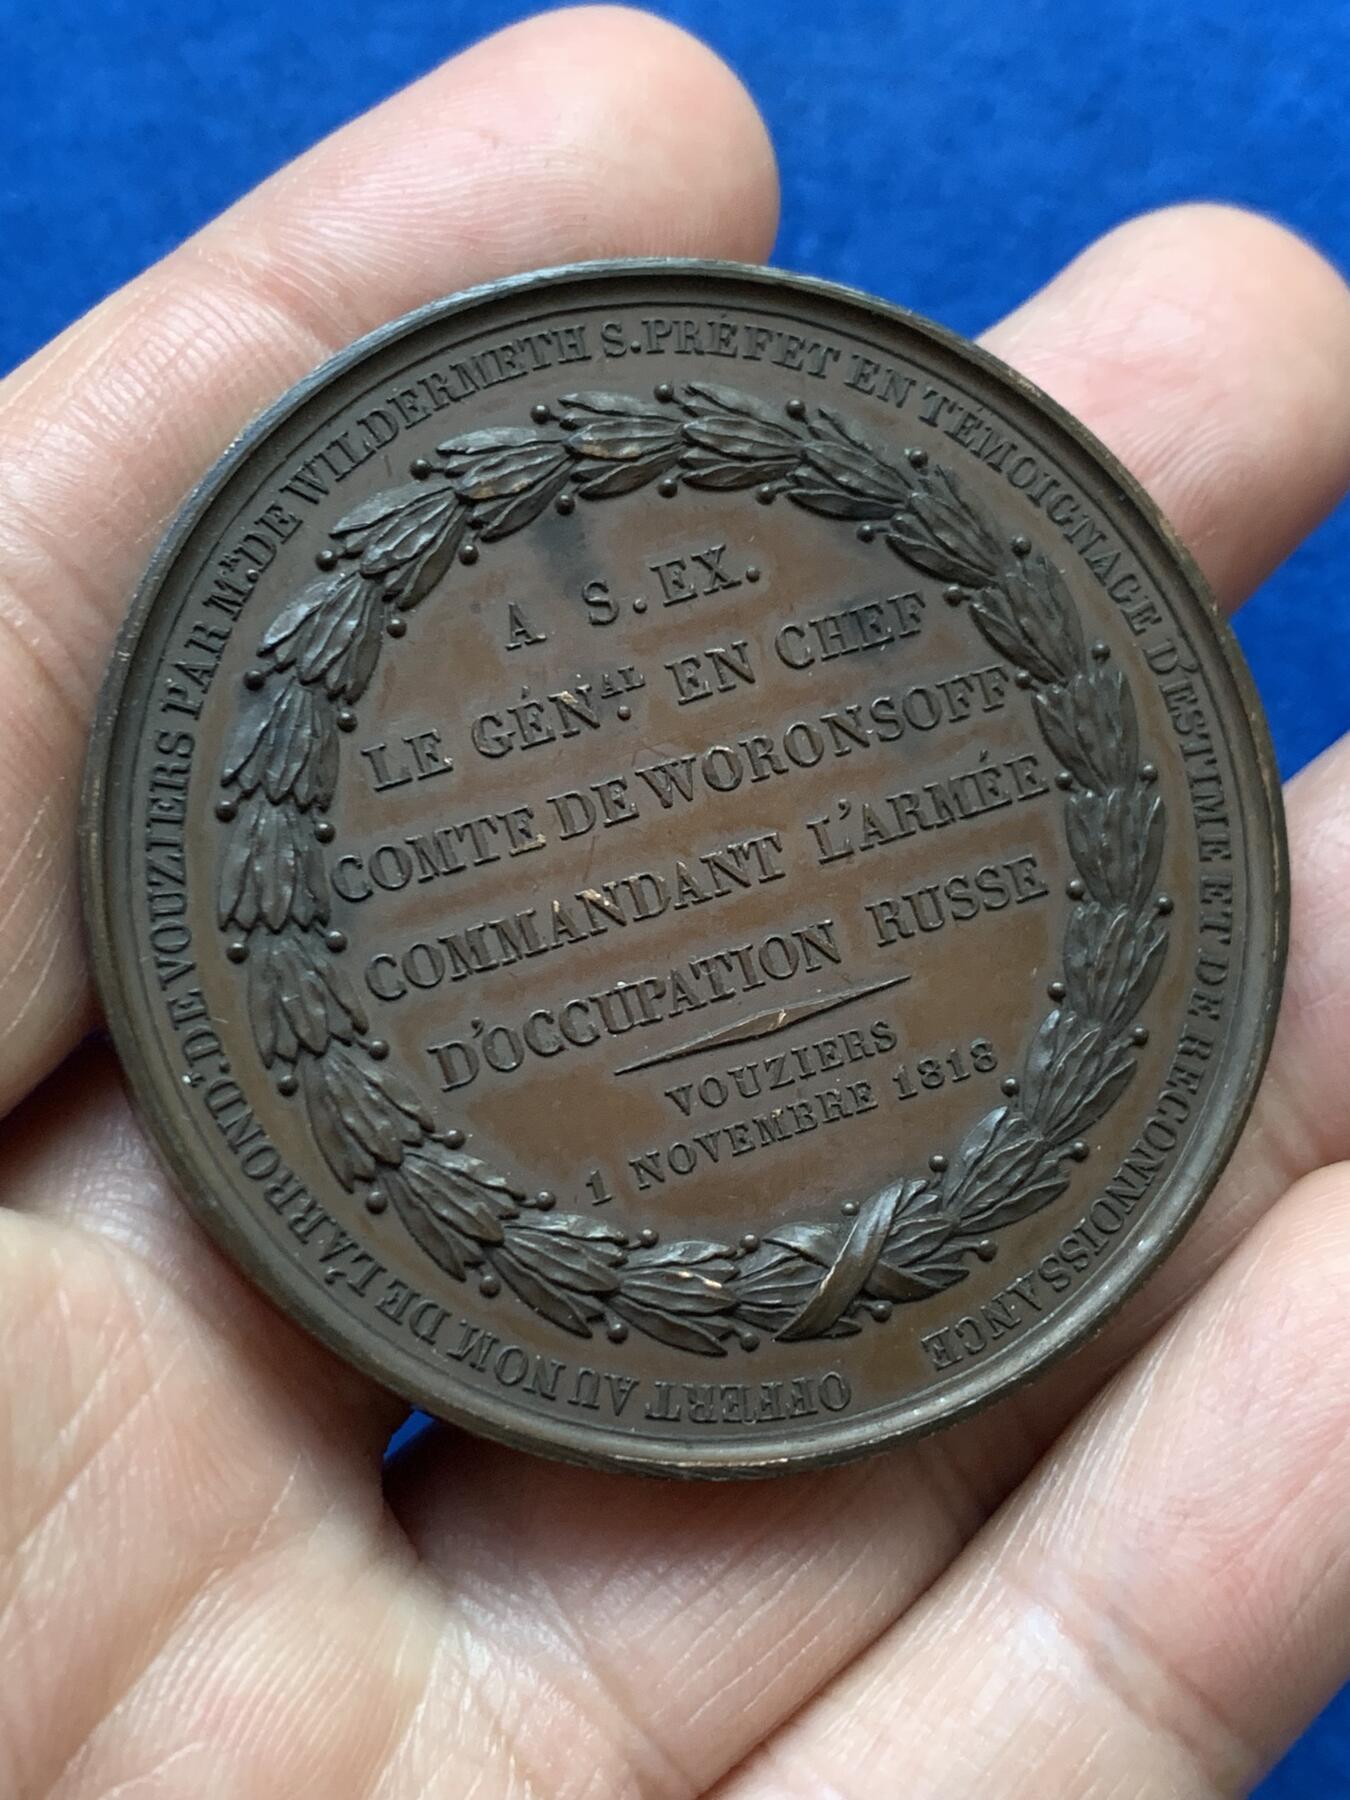 A S. EX.
LE GÉN.AL EN CHEF
COMTE DE WORONSOFF
COMMANDANT L'ARMÉE
D'OCCUPATION RUSSE
VOUZIERS
1 NOVEMBRE 1818
OFFERT AU NOM DE L'ARROND.T DE VOUZIERS PAR M.R DE WILDERMETH S.PRÉFET EN TÉMOIGNAGE D'ESTIME ET DE RECONNOISSANCE